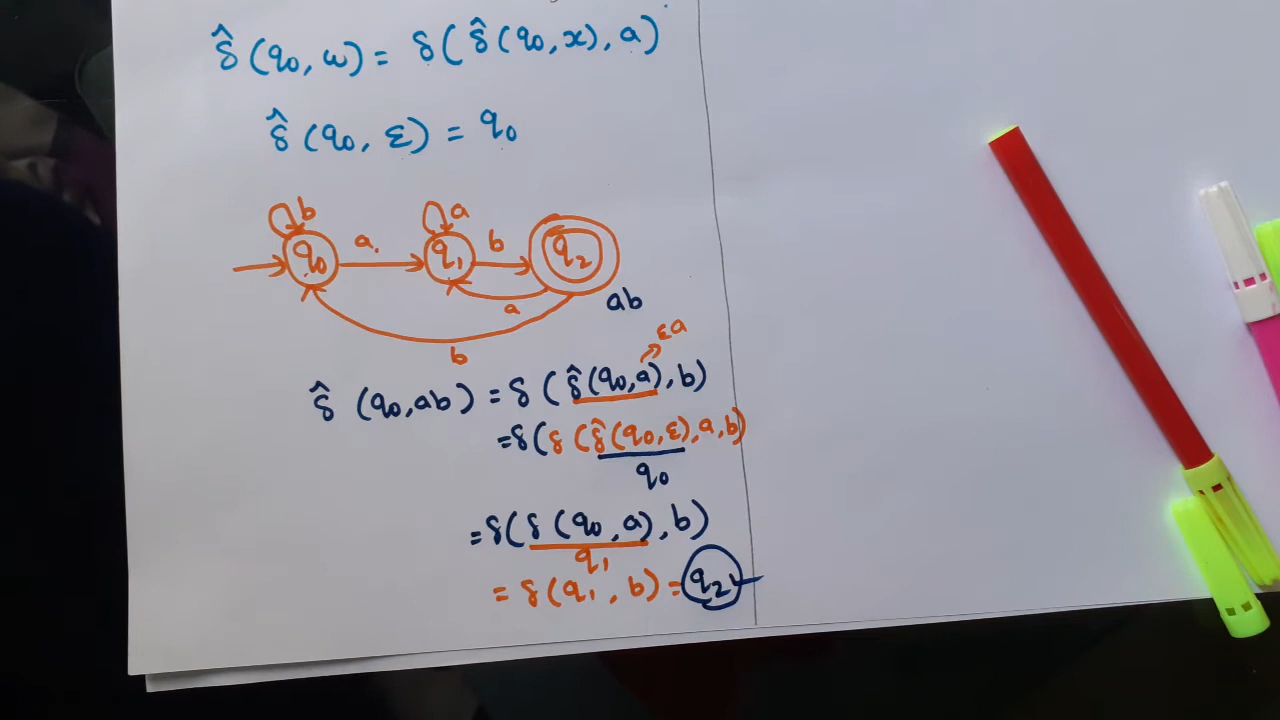 δ̂(q₀, ω) = δ(δ̂(q₀, x), a)
δ̂(q₀, ε) = q₀
b a
q₀ a q₁ b q₂
a
b
ab
εa
δ̂(q₀, ab) = δ(δ̂(q₀, a), b)
= δ(δ(δ̂(q₀, ε), a, b)
q₀
= δ(δ(q₀, a), b)
q₁
= δ(q₁, b) = q₂